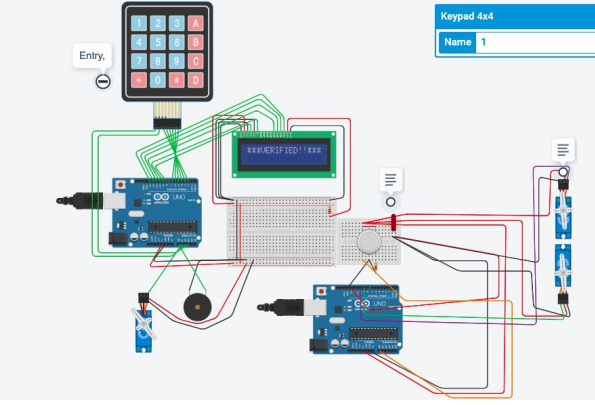 Keypad 4x4
Name 1
Entry,
1 2 3 A
4 5 6 B
7 8 9 C
* 0 # D
***VERIFIED!!***
UNO
UNO